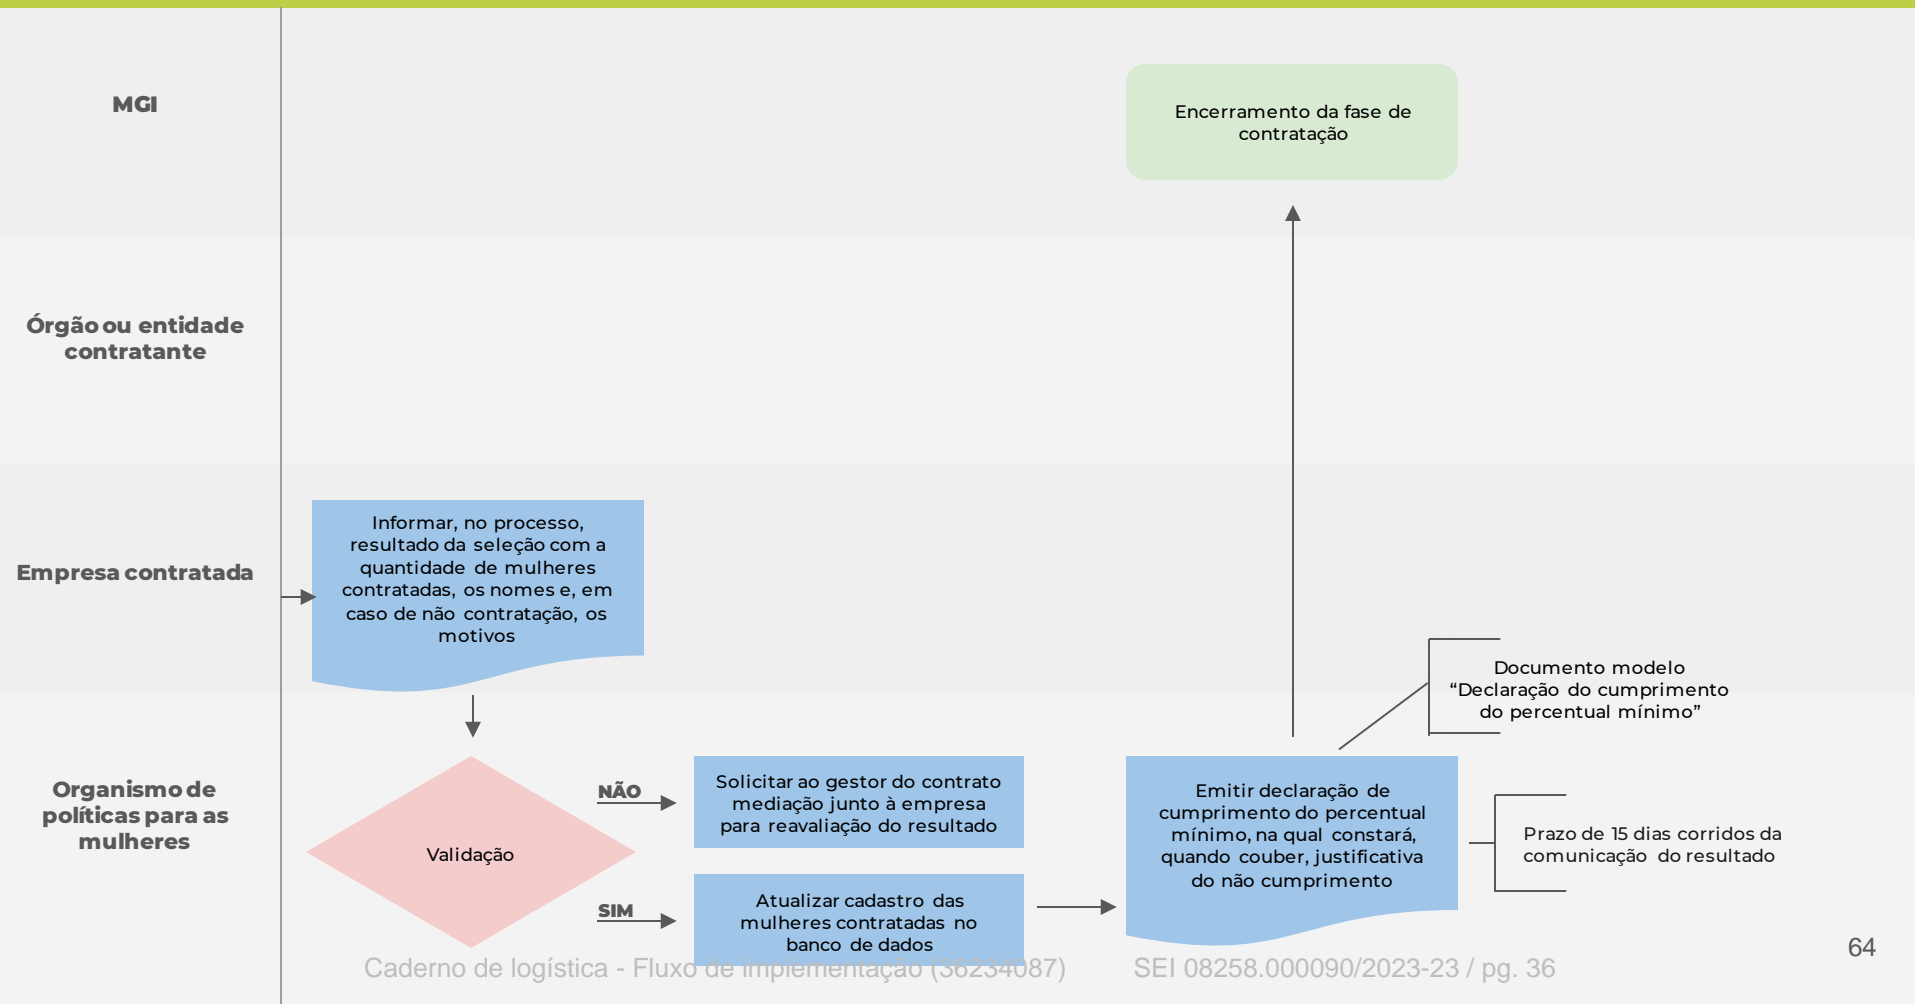 MGI
Encerramento da fase de
contratação
Órgão ou entidade
contratante
Empresa contratada
Informar, no processo,
resultado da seleção com a
quantidade de mulheres
contratadas, os nomes e, em
caso de não contratação, os
motivos
Organismo de
políticas para as
mulheres
Validação
NÃO
Solicitar ao gestor do contrato
mediação junto à empresa
para reavaliação do resultado
SIM
Atualizar cadastro das
mulheres contratadas no
banco de dados
Emitir declaração de
cumprimento do percentual
mínimo, na qual constará,
quando couber, justificativa
do não cumprimento
Documento modelo
“Declaração do cumprimento
do percentual mínimo”
Prazo de 15 dias corridos da
comunicação do resultado
64
Caderno de logística - Fluxo de implementação (36234087) SEI 08258.000090/2023-23 / pg. 36